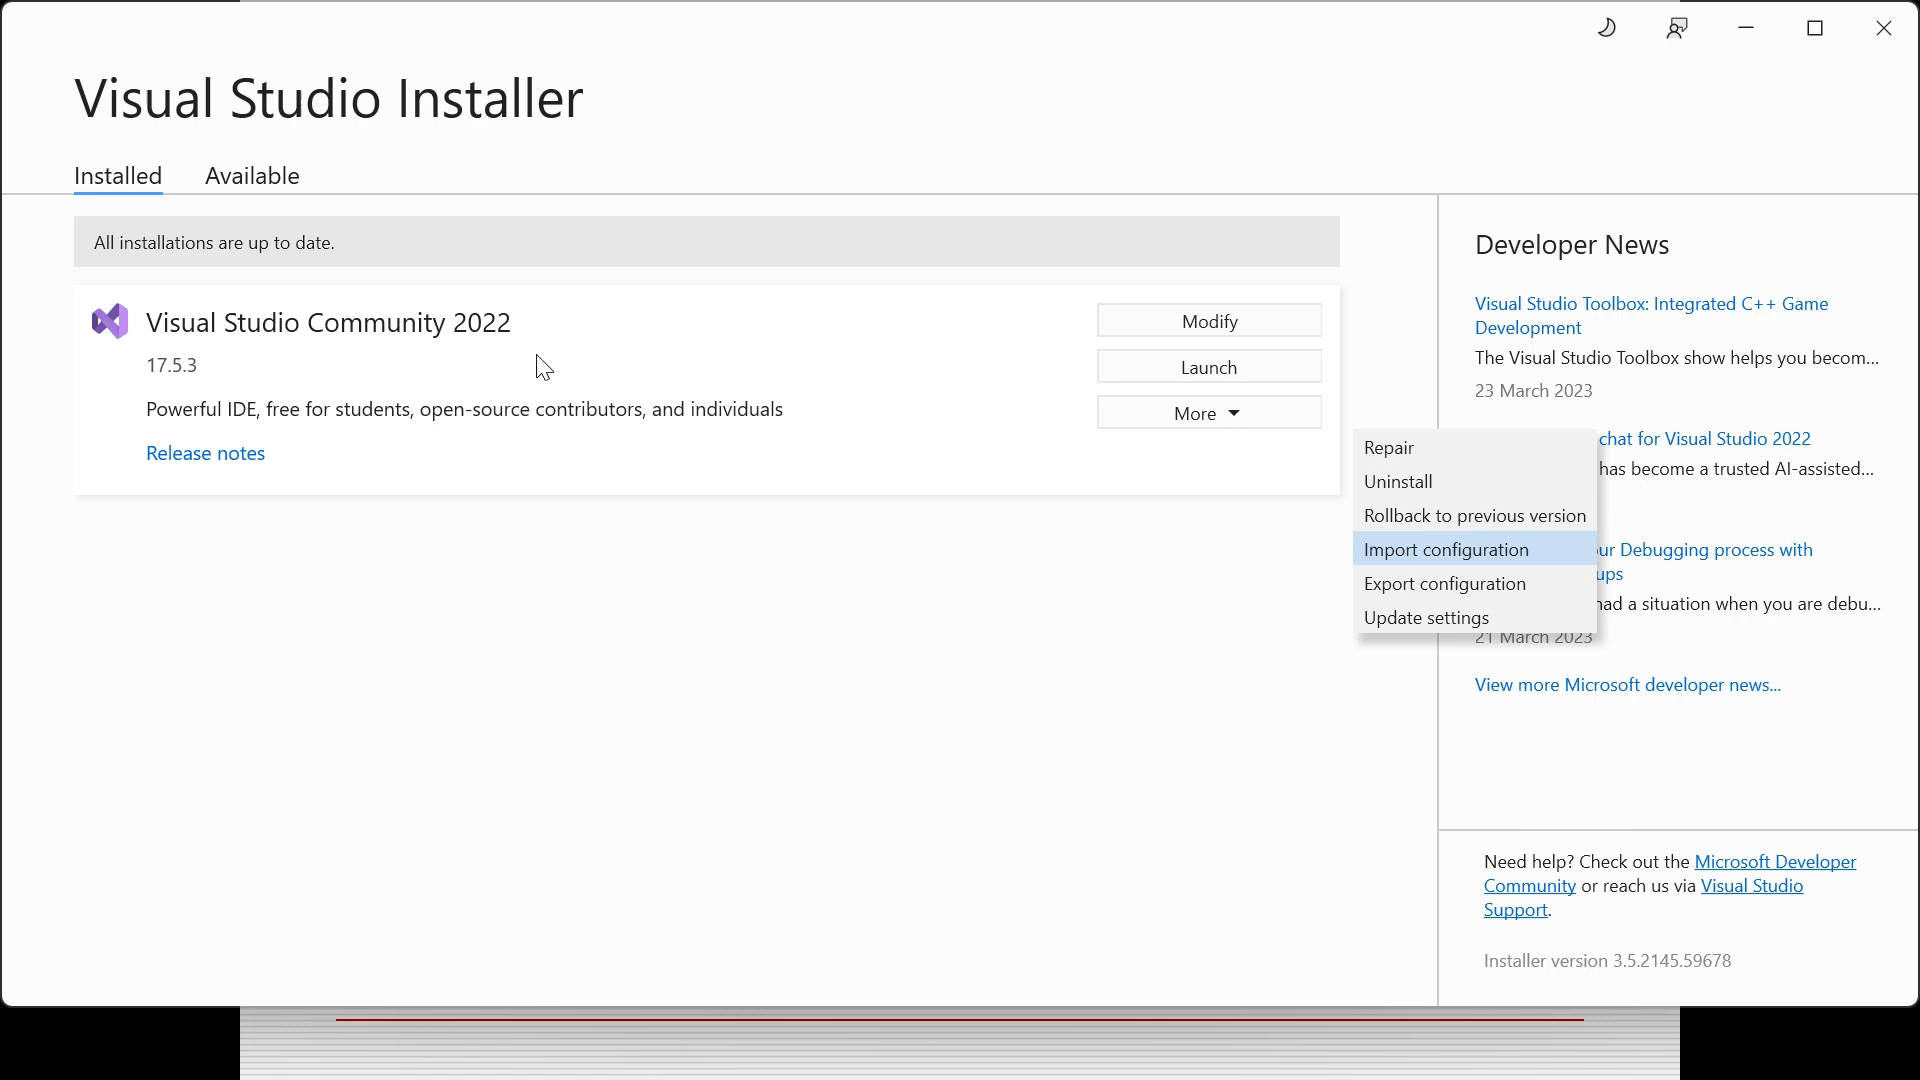 Visual Studio Installer
Installed
Available
All installations are up to date.
Visual Studio Community 2022
17.5.3
Powerful IDE, free for students, open-source contributors, and individuals
Release notes
Modify
Launch
More
Repair
Uninstall
Rollback to previous version
Import configuration
Export configuration
Update settings
Developer News
Visual Studio Toolbox: Integrated C++ Game
Development
The Visual Studio Toolbox show helps you becom...
23 March 2023
chat for Visual Studio 2022
has become a trusted AI-assisted...
Debugging process with
had a situation when you are debu...
21 March 2023
View more Microsoft developer news...
Need help? Check out the Microsoft Developer
Community or reach us via Visual Studio
Support.
Installer version 3.5.2145.59678